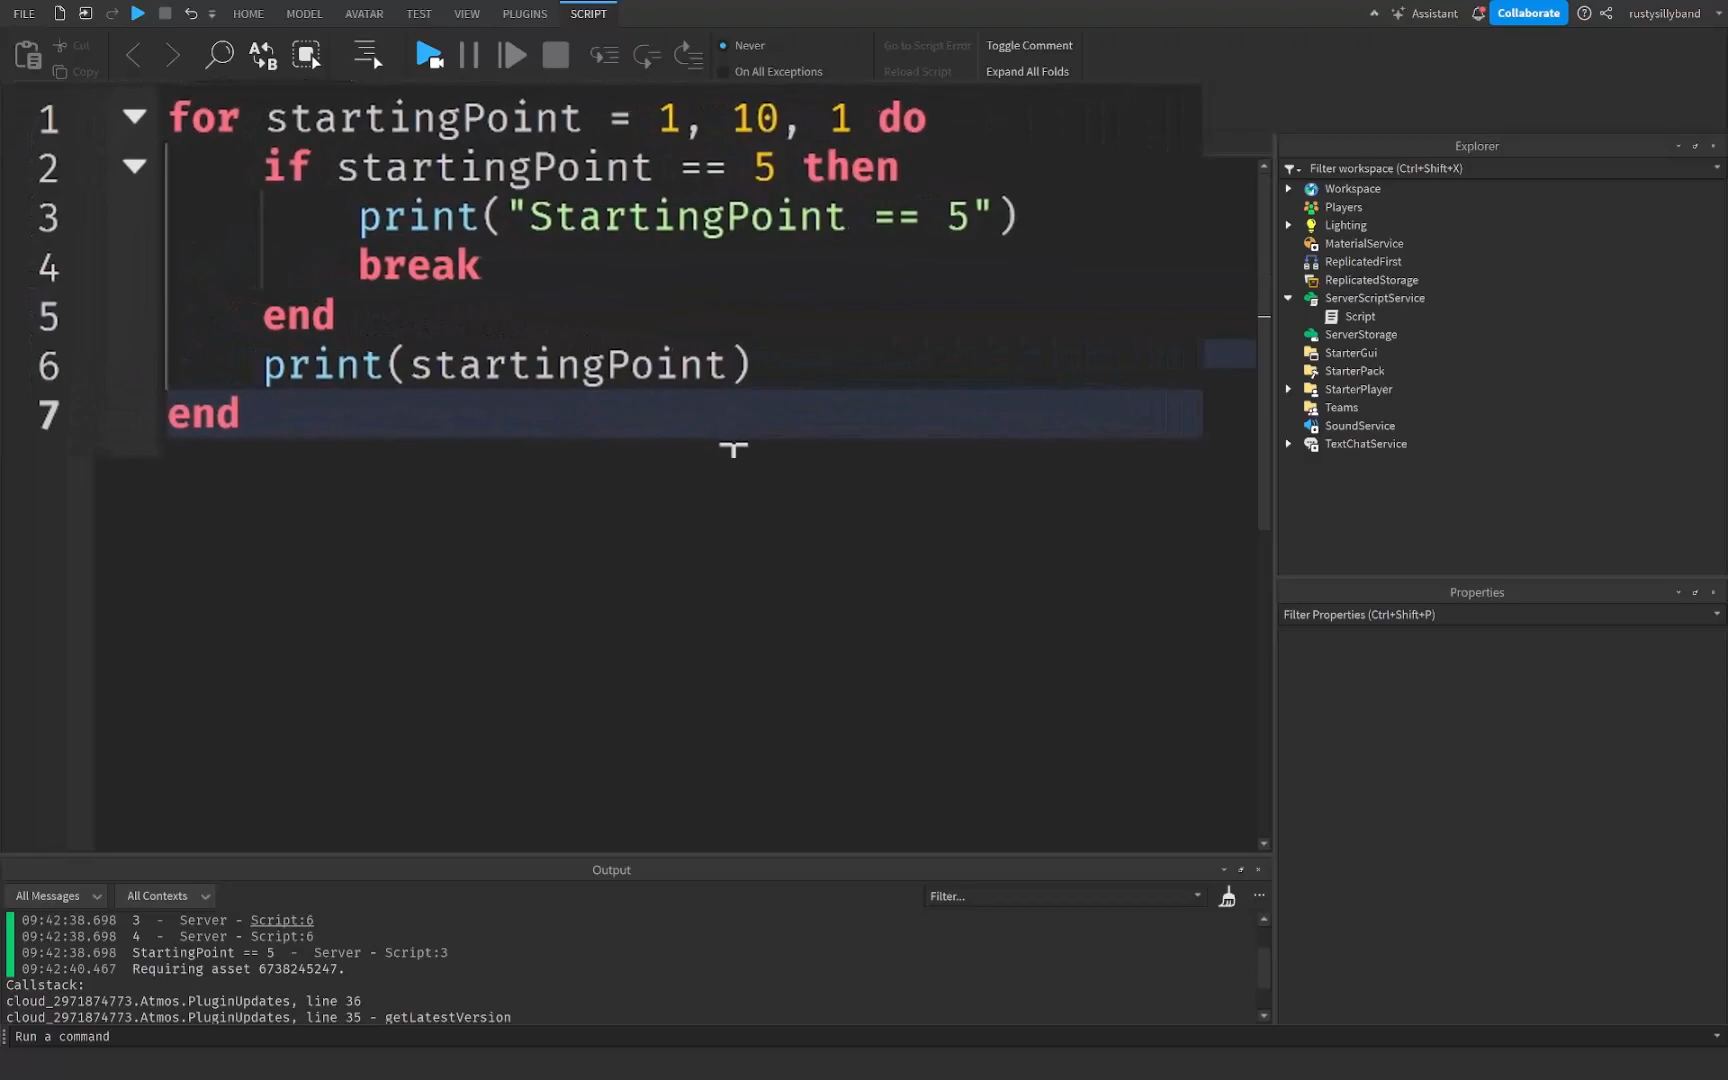 FILE HOME MODEL AVATAR TEST VIEW PLUGINS SCRIPT Assistant Collaborate rustysillyband
Cut
Copy
Never
On All Exceptions
Go to Script Error
Reload Script
Toggle Comment
Expand All Folds
1 for startingPoint = 1, 10, 1 do
2 if startingPoint == 5 then
3 print("StartingPoint == 5")
4 break
5 end
6 print(startingPoint)
7 end
Explorer
Filter workspace (Ctrl+Shift+X)
Workspace
Players
Lighting
MaterialService
ReplicatedFirst
ReplicatedStorage
ServerScriptService
Script
ServerStorage
StarterGui
StarterPack
StarterPlayer
Teams
SoundService
TextChatService
Properties
Filter Properties (Ctrl+Shift+P)
Output
All Messages All Contexts Filter...
09:42:38.698 3 - Server - Script:6
09:42:38.698 4 - Server - Script:6
09:42:38.698 StartingPoint == 5 - Server - Script:3
09:42:40.467 Requiring asset 6738245247.
Callstack:
cloud_2971874773.Atmos.PluginUpdates, line 36
cloud_2971874773.Atmos.PluginUpdates, line 35 - getLatestVersion
Run a command